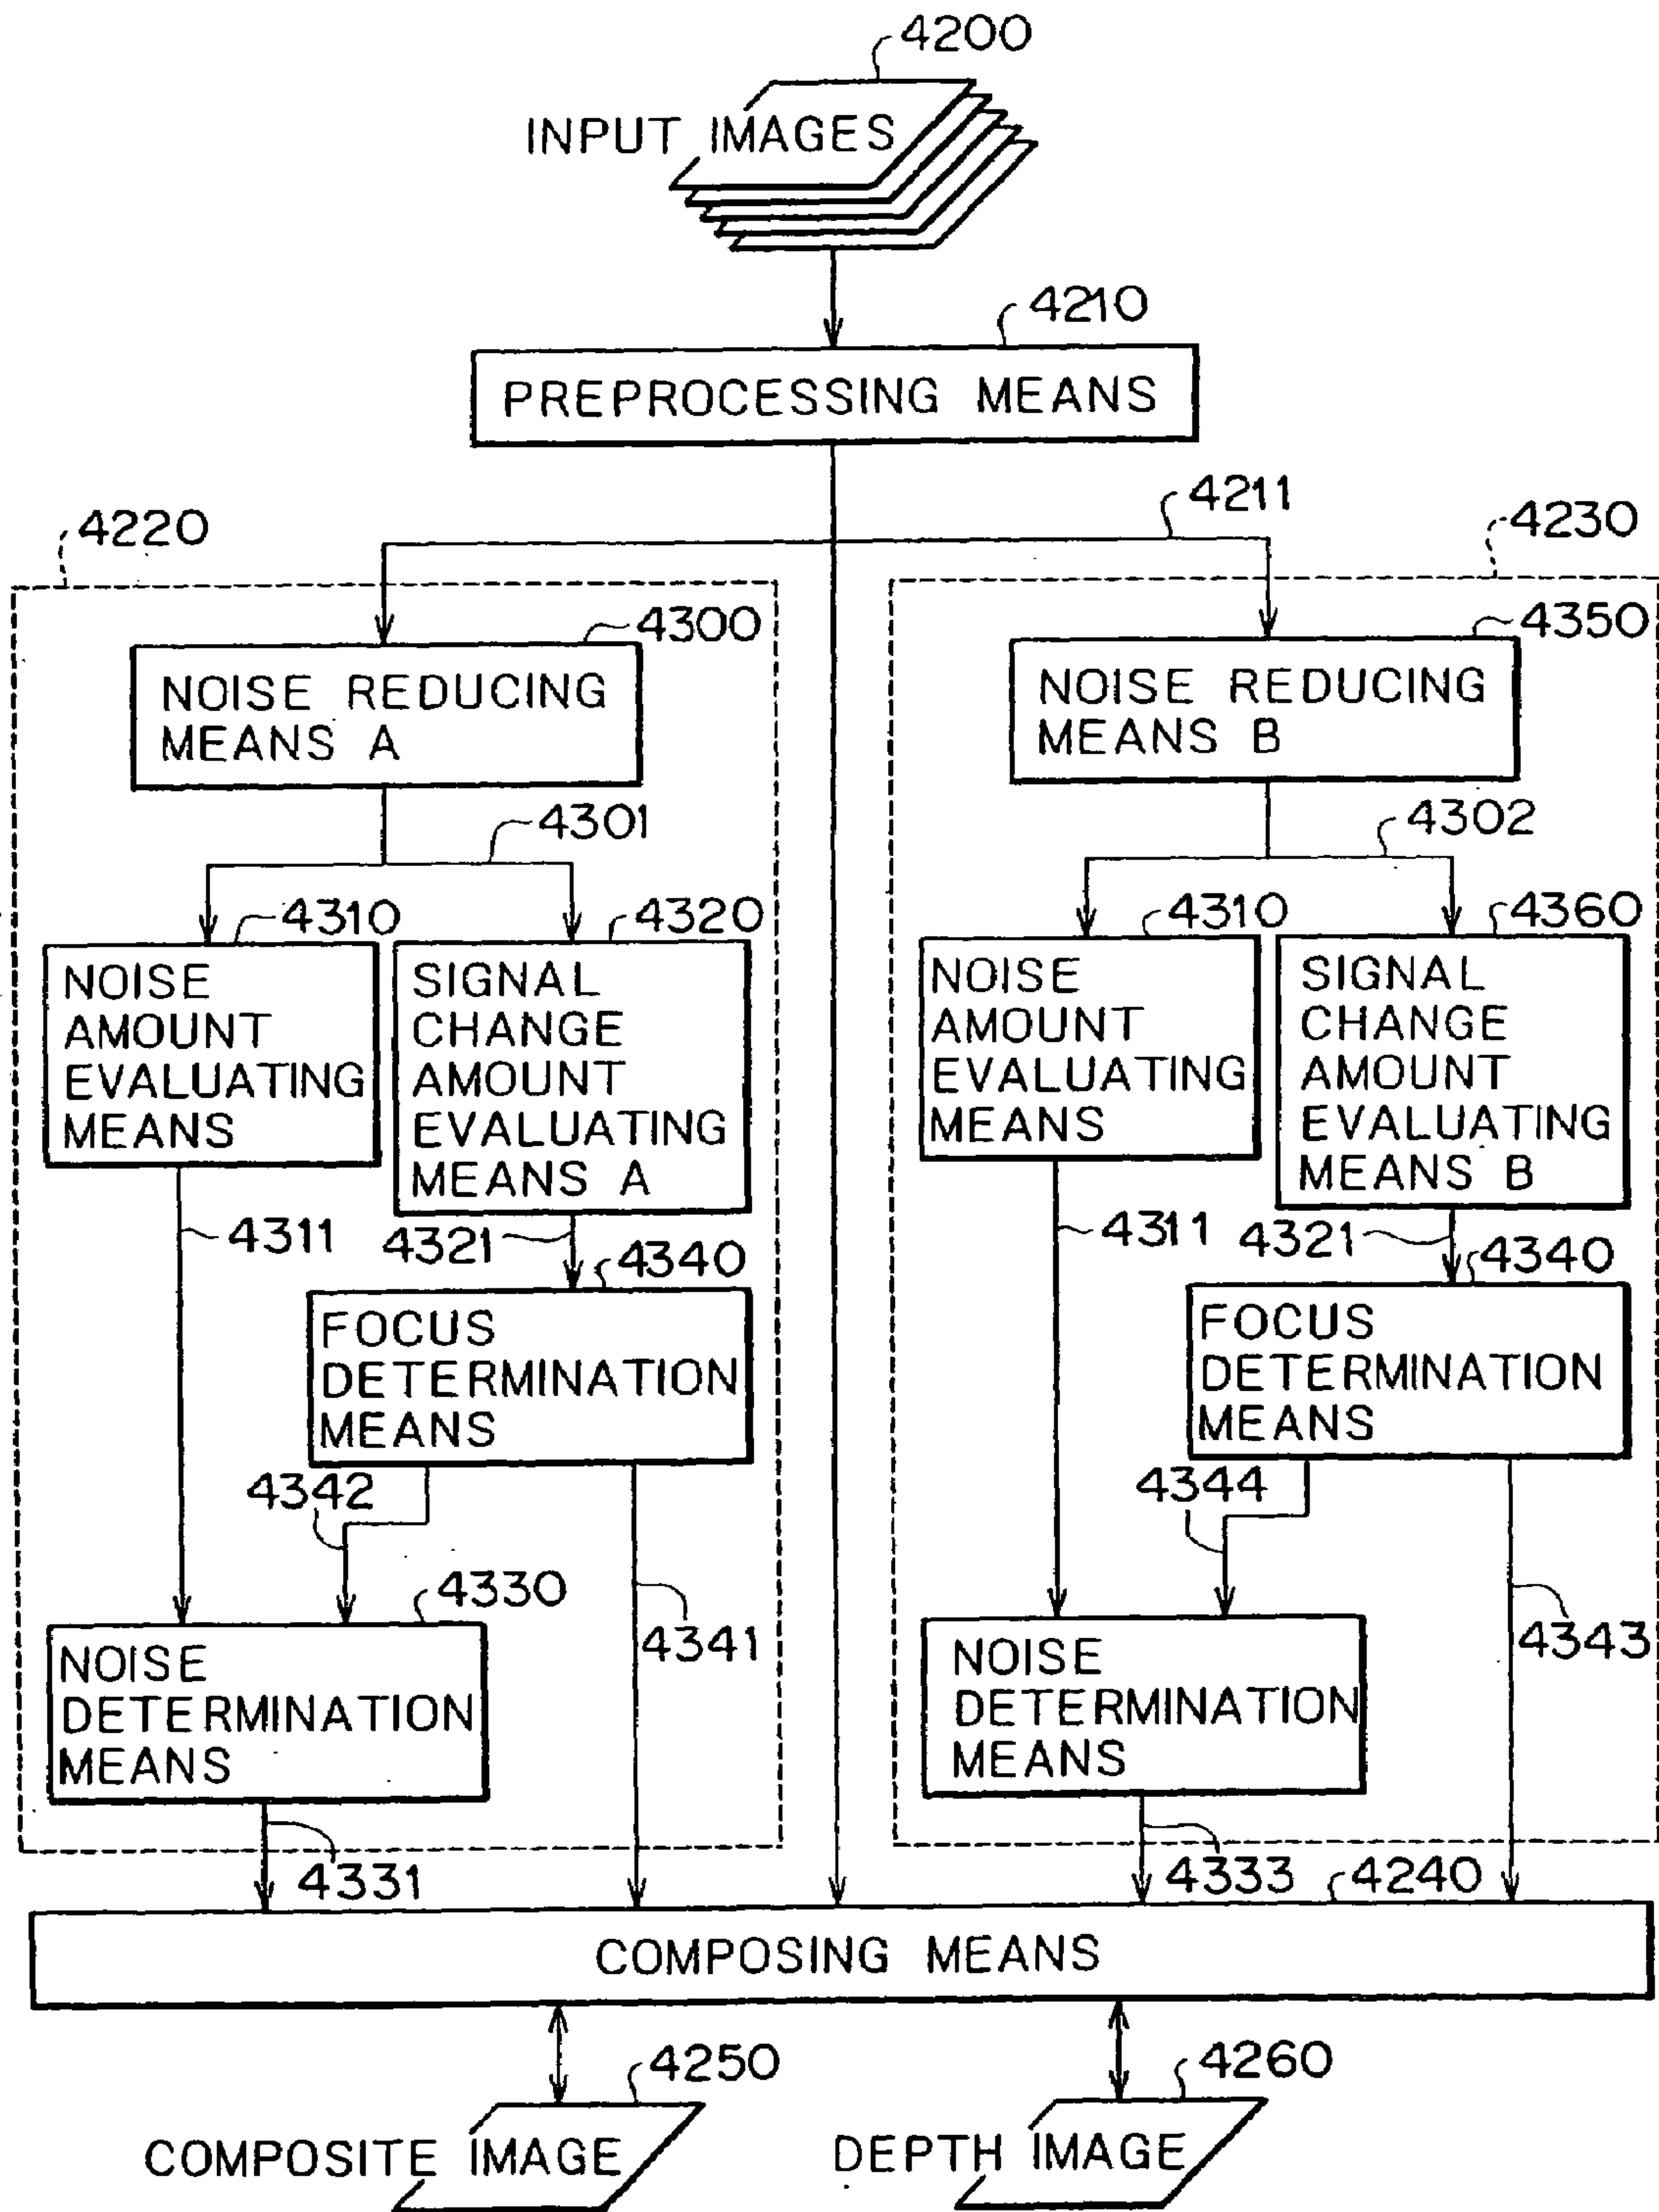 4200
INPUT IMAGES
4210
PREPROCESSING MEANS
4211
4220
4230
4300
NOISE REDUCING
MEANS A
4350
NOISE REDUCING
MEANS B
4301
4302
4310
NOISE
AMOUNT
EVALUATING
MEANS
4320
SIGNAL
CHANGE
AMOUNT
EVALUATING
MEANS A
4310
NOISE
AMOUNT
EVALUATING
MEANS
4360
SIGNAL
CHANGE
AMOUNT
EVALUATING
MEANS B
4311
4321
4340
FOCUS
DETERMINATION
MEANS
4311
4321
4340
FOCUS
DETERMINATION
MEANS
4342
4330
NOISE
DETERMINATION
MEANS
4341
4344
NOISE
DETERMINATION
MEANS
4343
4331
4333
4240
COMPOSING MEANS
4250
COMPOSITE IMAGE
4260
DEPTH IMAGE